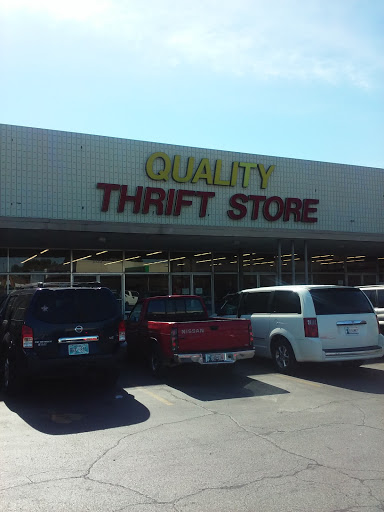 QUALITY
THRIFT STORE
NISSAN